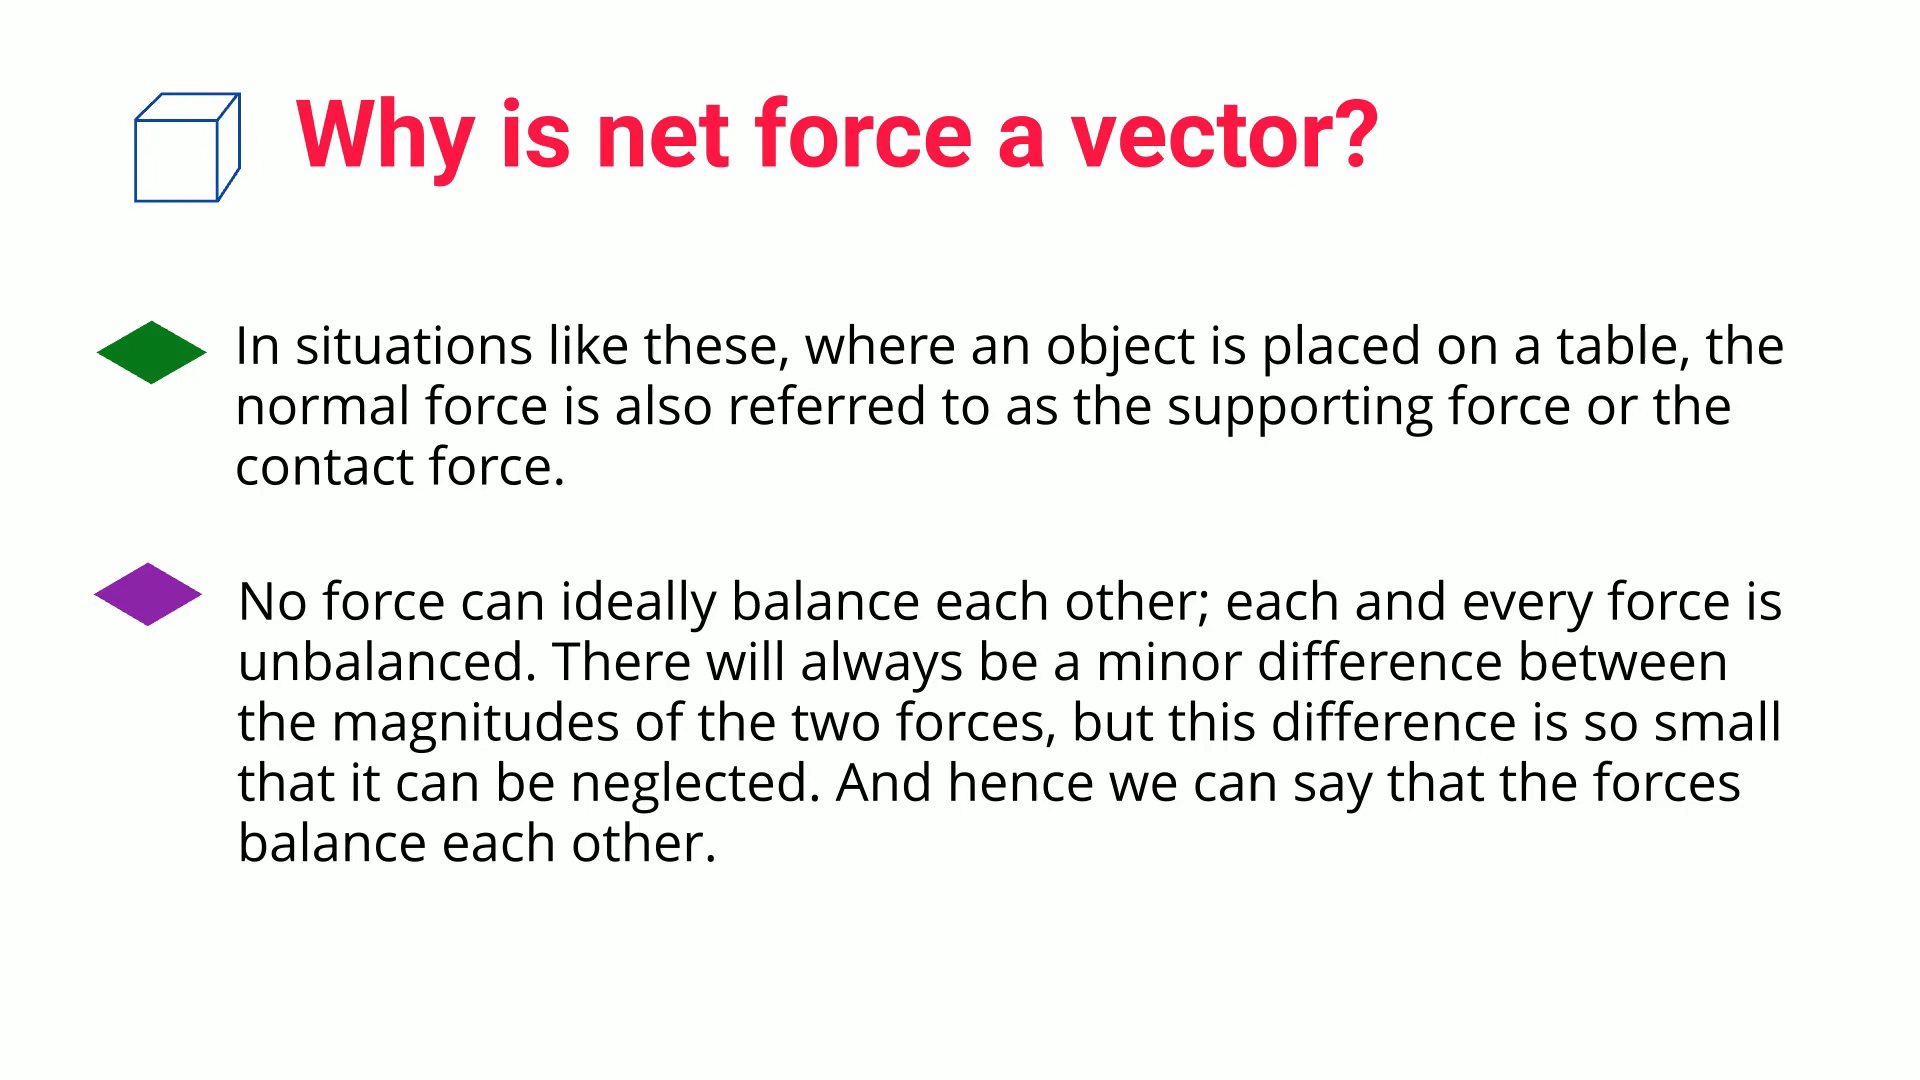 Why is net force a vector?
In situations like these, where an object is placed on a table, the
normal force is also referred to as the supporting force or the
contact force.
No force can ideally balance each other; each and every force is
unbalanced. There will always be a minor difference between
the magnitudes of the two forces, but this difference is so small
that it can be neglected. And hence we can say that the forces
balance each other.